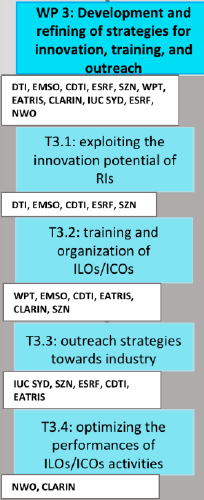 WP 3: Development and
refining of strategies for
innovation, training, and
outreach
DTI, EMSO, CDTI, ESRF, SZN, WPT,
EATRIS, CLARIN, IUC SYD, ESRF,
NWO
T3.1: exploiting the
innovation potential of
RIs
DTI, EMSO, CDTI, ESRF, SZN
T3.2: training and
organization of
ILOs/ICOs
WPT, EMSO, CDTI, EATRIS,
CLARIN, SZN
T3.3: outreach strategies
towards industry
IUC SYD, SZN, ESRF, CDTI,
EATRIS
T3.4: optimizing the
performances of
ILOs/ICOs activities
NWO, CLARIN